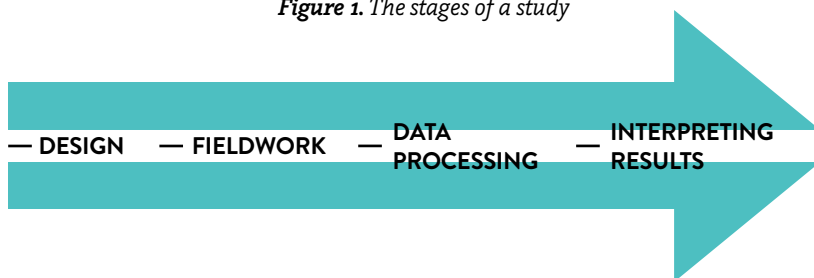 Figure 1. The stages of a study
— DESIGN — FIELDWORK — DATA PROCESSING — INTERPRETING RESULTS